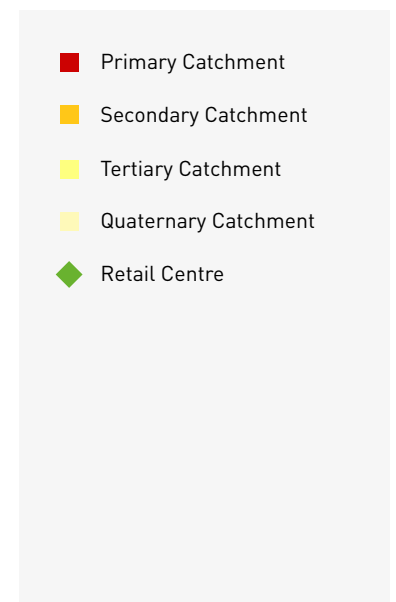 Primary Catchment
Secondary Catchment
Tertiary Catchment
Quaternary Catchment
Retail Centre